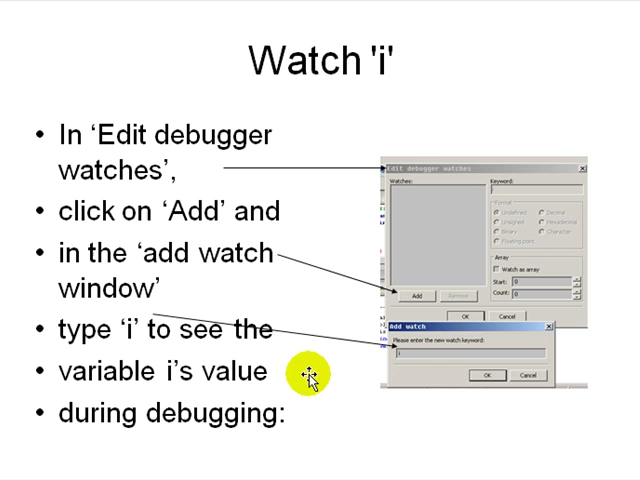 Watch 'i'
• In ‘Edit debugger
watches’,
• click on ‘Add’ and
• in the ‘add watch
window’
• type ‘i’ to see the
• variable i’s value
• during debugging:
Edit debugger watches
Watches:
Keyword:
Format
Undefined
Decimal
Unsigned
Hexadecimal
Binary
Character
Floating point
Array
Watch as array
Start: 0
Count: 0
Add
Remove
OK
Cancel
Add watch
Please enter the new watch keyword:
i
OK
Cancel